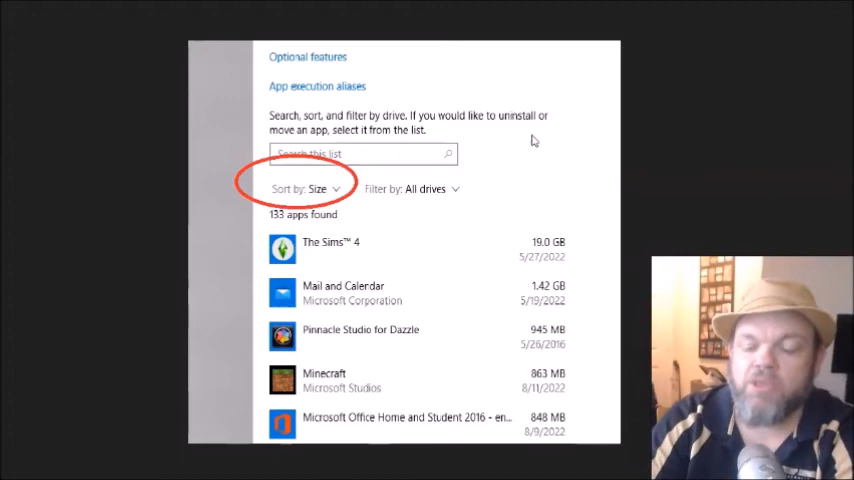 Optional features
App execution aliases
Search, sort, and filter by drive. If you would like to uninstall or
move an app, select it from the list.
Search this list
Sort by: Size Filter by: All drives
133 apps found
The Sims™ 4 19.0 GB
5/27/2022
Mail and Calendar 1.42 GB
Microsoft Corporation 5/19/2022
Pinnacle Studio for Dazzle 945 MB
5/26/2016
Minecraft 863 MB
Microsoft Studios 8/11/2022
Microsoft Office Home and Student 2016 - en... 848 MB
8/9/2022